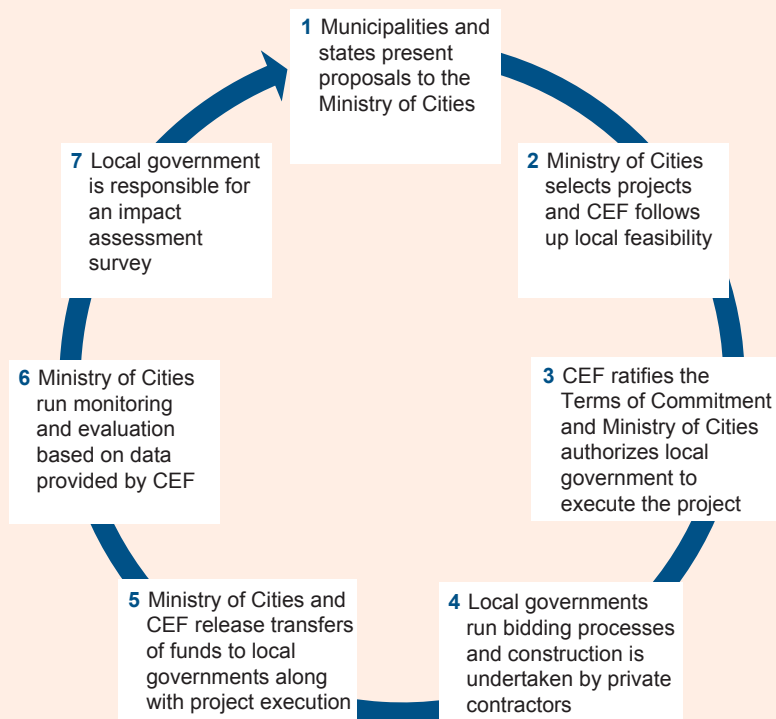 1 Municipalities and
states present
proposals to the
Ministry of Cities
2 Ministry of Cities
selects projects
and CEF follows
up local feasibility
3 CEF ratifies the
Terms of Commitment
and Ministry of Cities
authorizes local
government to
execute the project
4 Local governments
run bidding processes
and construction is
undertaken by private
contractors
5 Ministry of Cities and
CEF release transfers
of funds to local
governments along
with project execution
6 Ministry of Cities
run monitoring
and evaluation
based on data
provided by CEF
7 Local government
is responsible for
an impact
assessment
survey